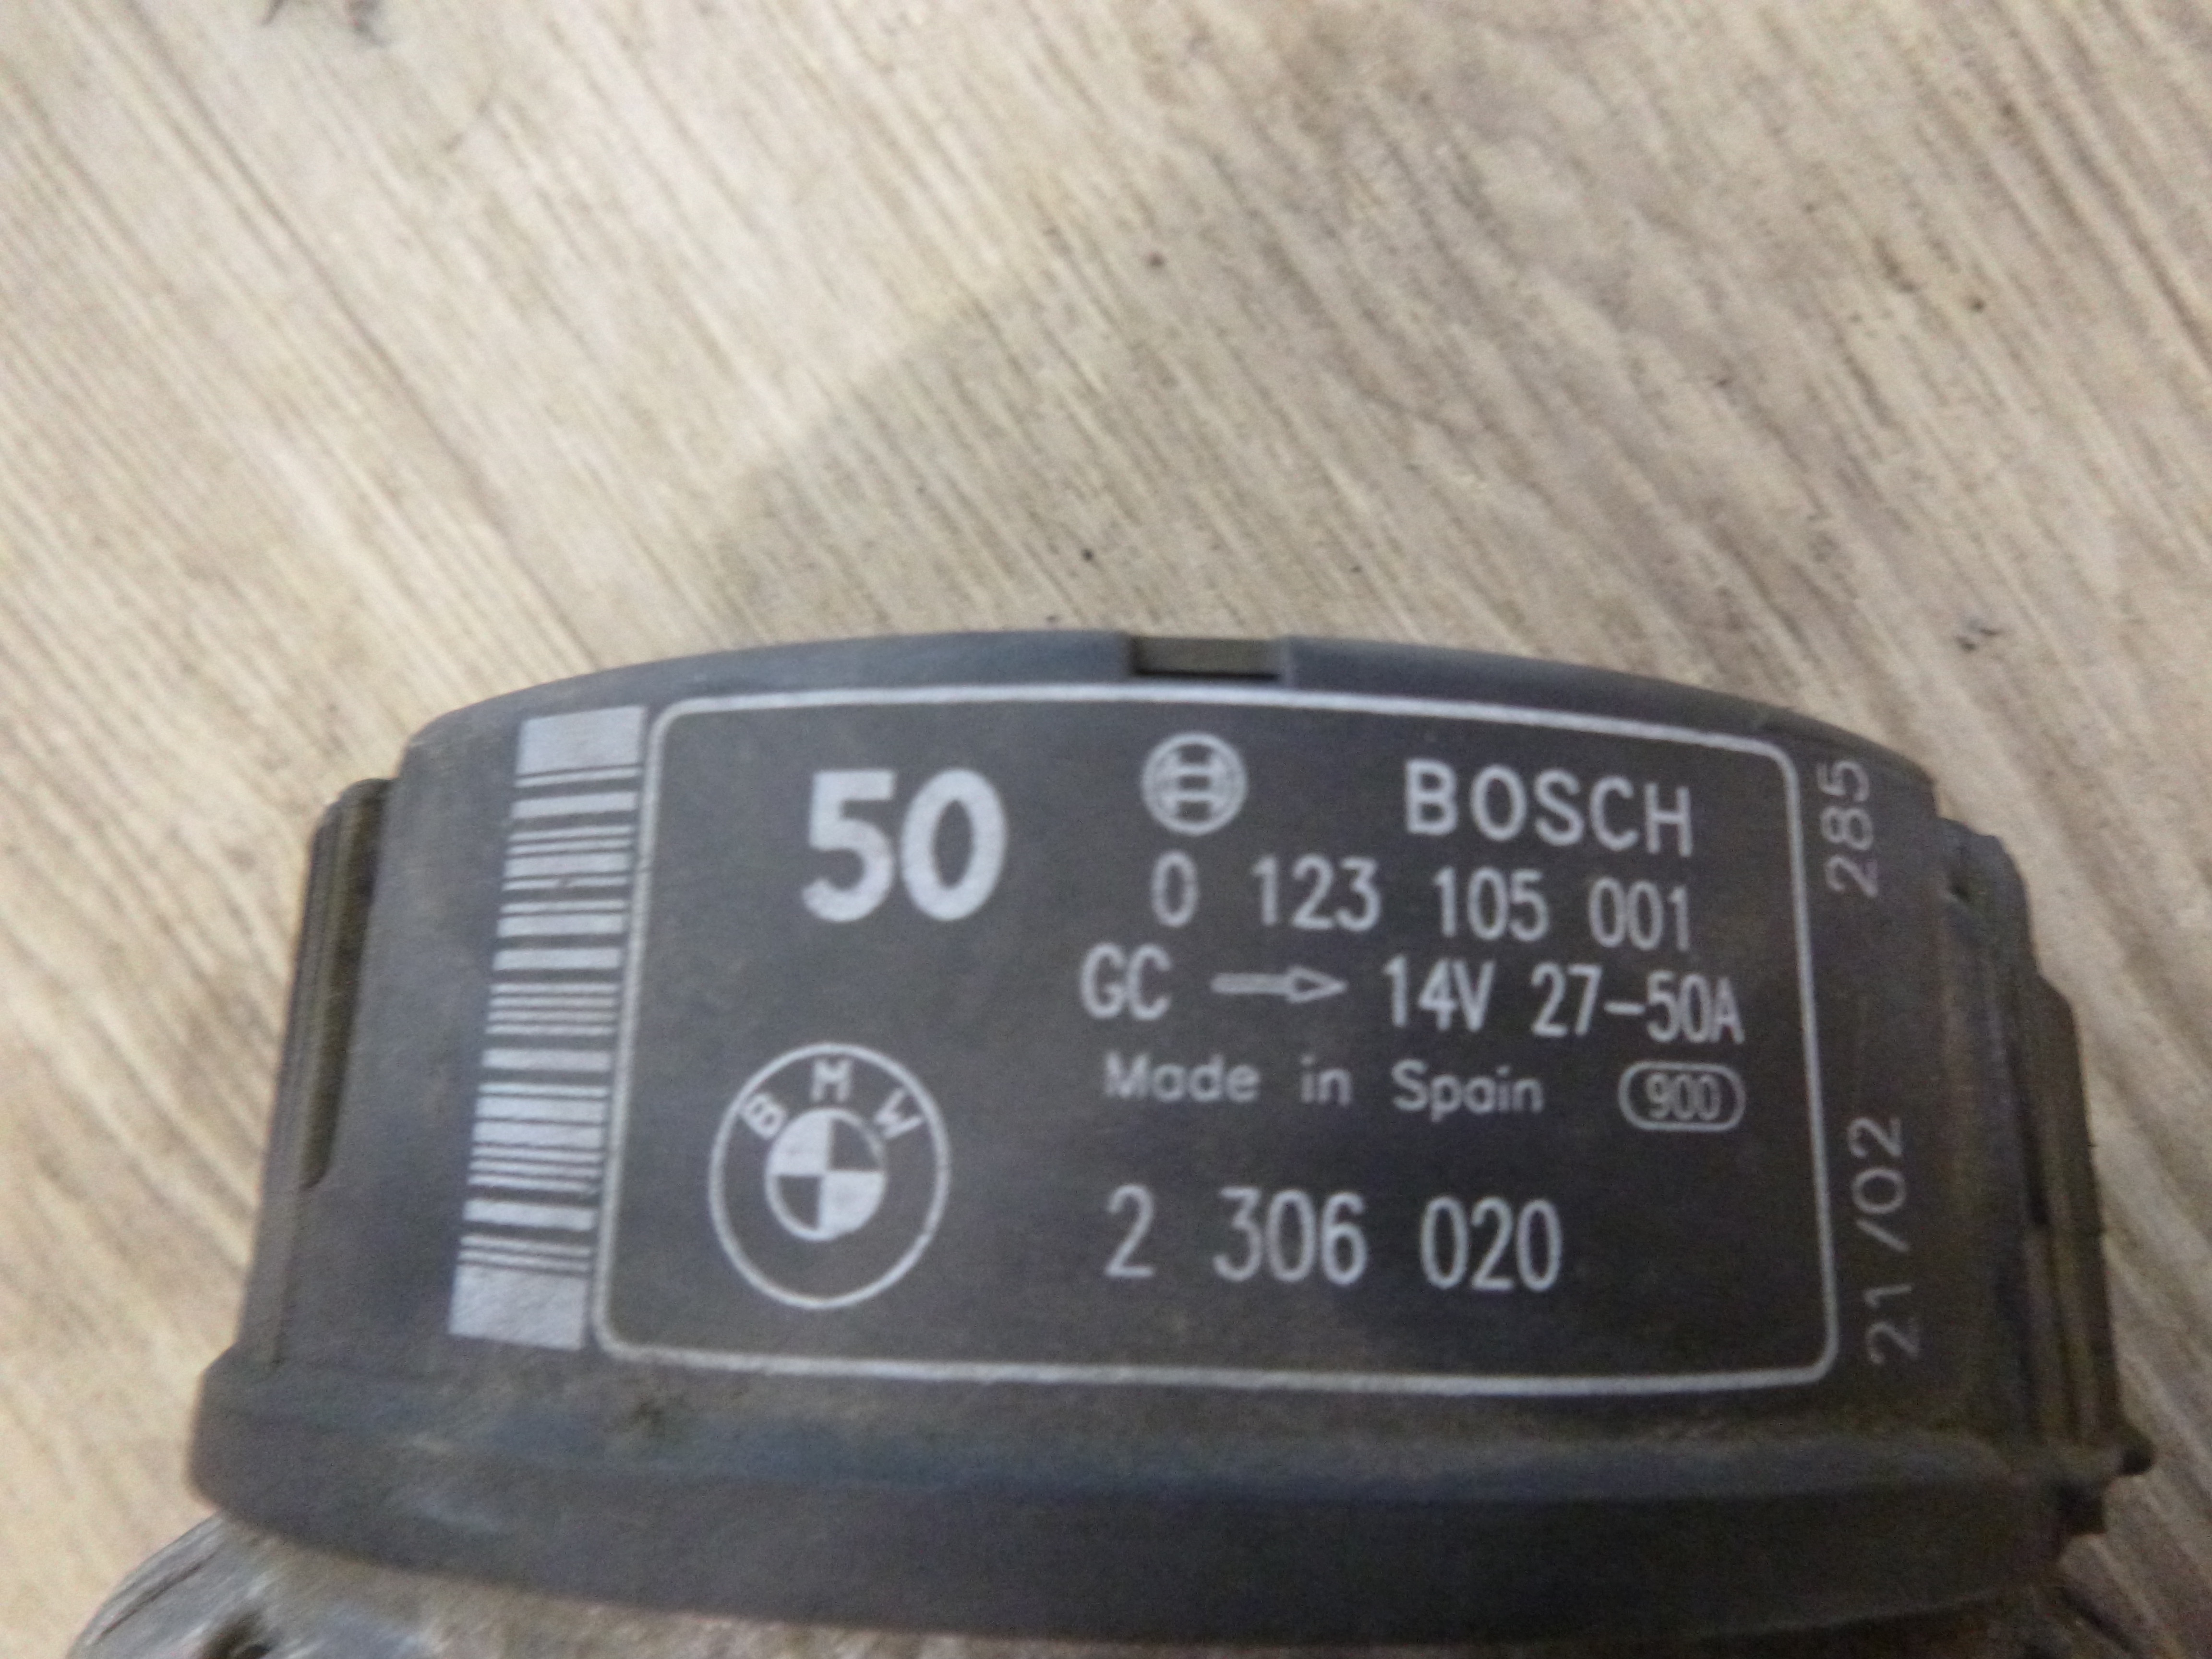 50
BOSCH
0 123 105 001
GC → 14V 27-50A
Made in Spain 900
BMW
2 306 020
285
21/02